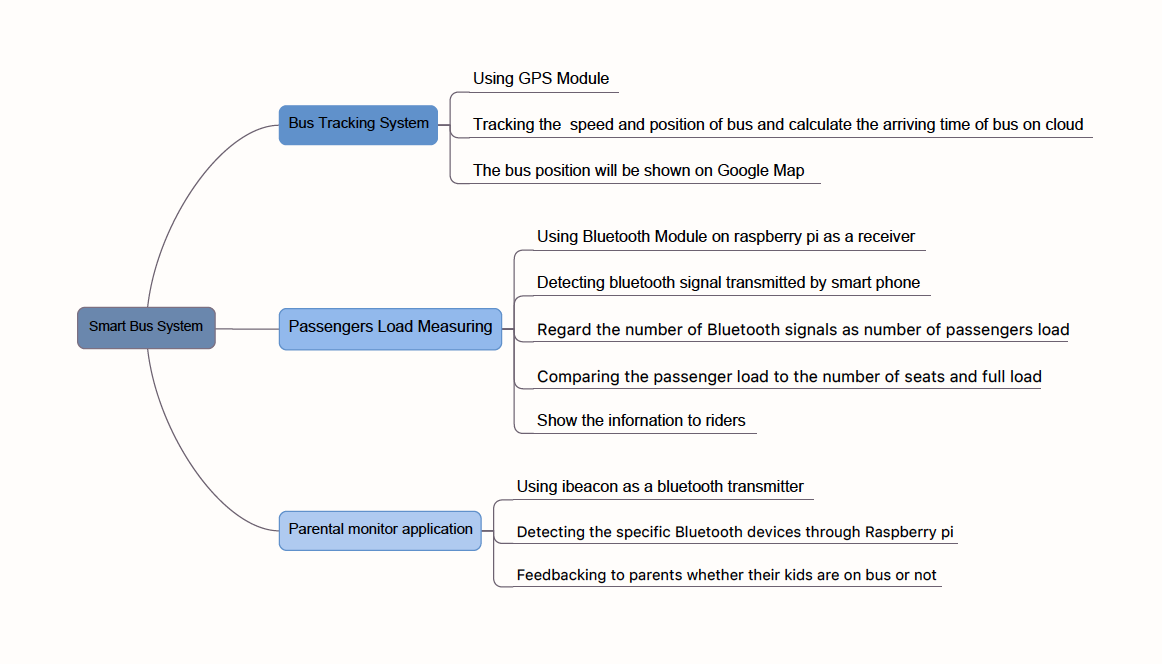 Using GPS Module
Bus Tracking System
Tracking the  speed and position of bus and calculate the arriving time of bus on cloud
The bus position will be shown on Google Map
Using Bluetooth Module on raspberry pi as a receiver
Detecting bluetooth signal transmitted by smart phone
Smart Bus System
Passengers Load Measuring
Regard the number of Bluetooth signals as number of passengers load
Comparing the passenger load to the number of seats and full load
Show the infornation to riders
Using ibeacon as a bluetooth transmitter
Parental monitor application
Detecting the specific Bluetooth devices through Raspberry pi
Feedbacking to parents whether their kids are on bus or not